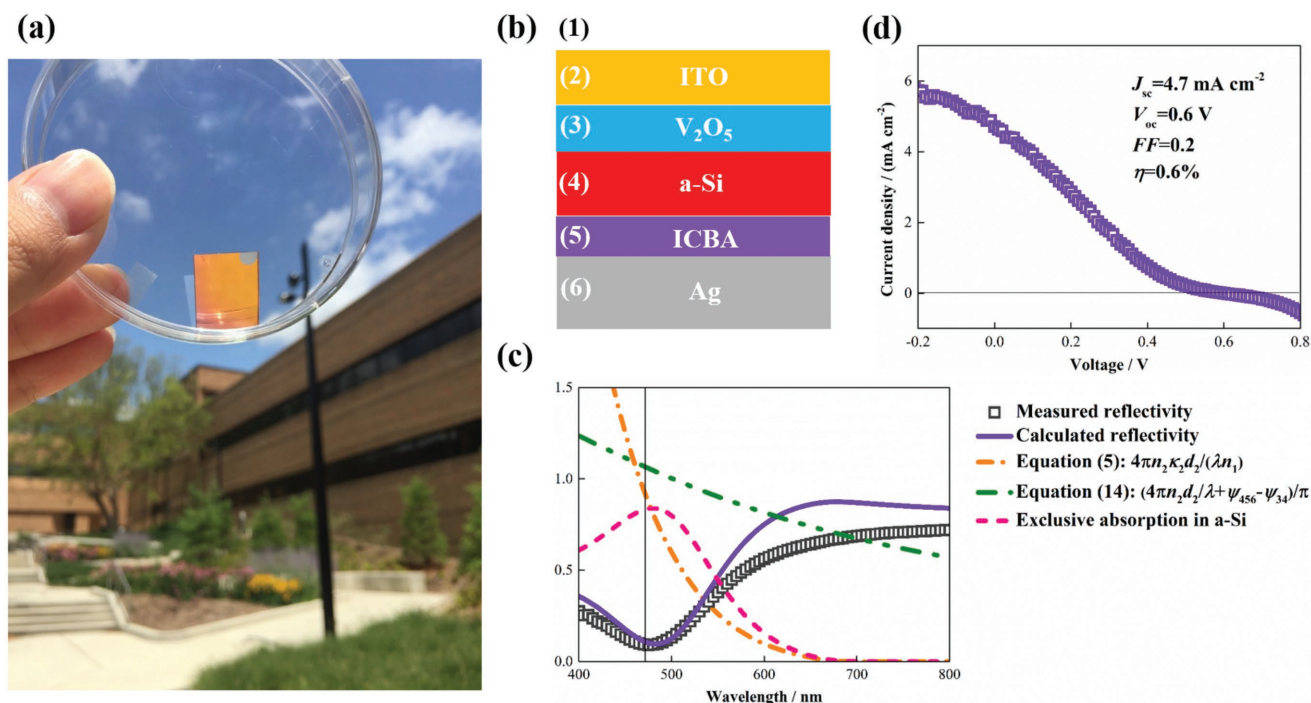 (a)
(b)
(1)
(2) ITO
(3) V₂O₅
(4) a-Si
(5) ICBA
(6) Ag
(c)
1.5
1.0
0.5
0.0
400 500 600 700 800
Wavelength / nm
Measured reflectivity
Calculated reflectivity
Equation (5): 4πn₂κ₂d₂/(λn₁)
Equation (14): (4πn₂d₂/λ+ψ₄₅₆-ψ₃₄)/π
Exclusive absorption in a-Si
(d)
Current density / (mA cm⁻²)
6
4
2
0
-0.2 0.0 0.2 0.4 0.6 0.8
Voltage / V
Jsc=4.7 mA cm⁻²
Voc=0.6 V
FF=0.2
η=0.6%